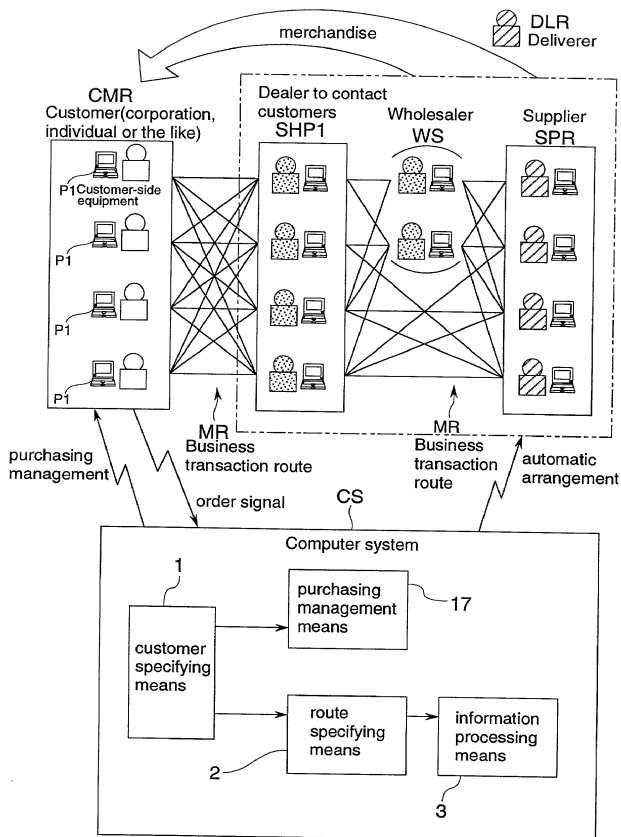 DLR
Deliverer
merchandise
CMR
Customer(corporation,
individual or the like)
Dealer to contact
customers
SHP1
Wholesaler
WS
Supplier
SPR
P1 Customer-side
equipment
P1
P1
P1
MR
Business
transaction route
MR
Business
transaction
route
purchasing
management
order signal
automatic
arrangement
CS
Computer system
1
customer
specifying
means
purchasing
management
means
17
route
specifying
means
2
information
processing
means
3